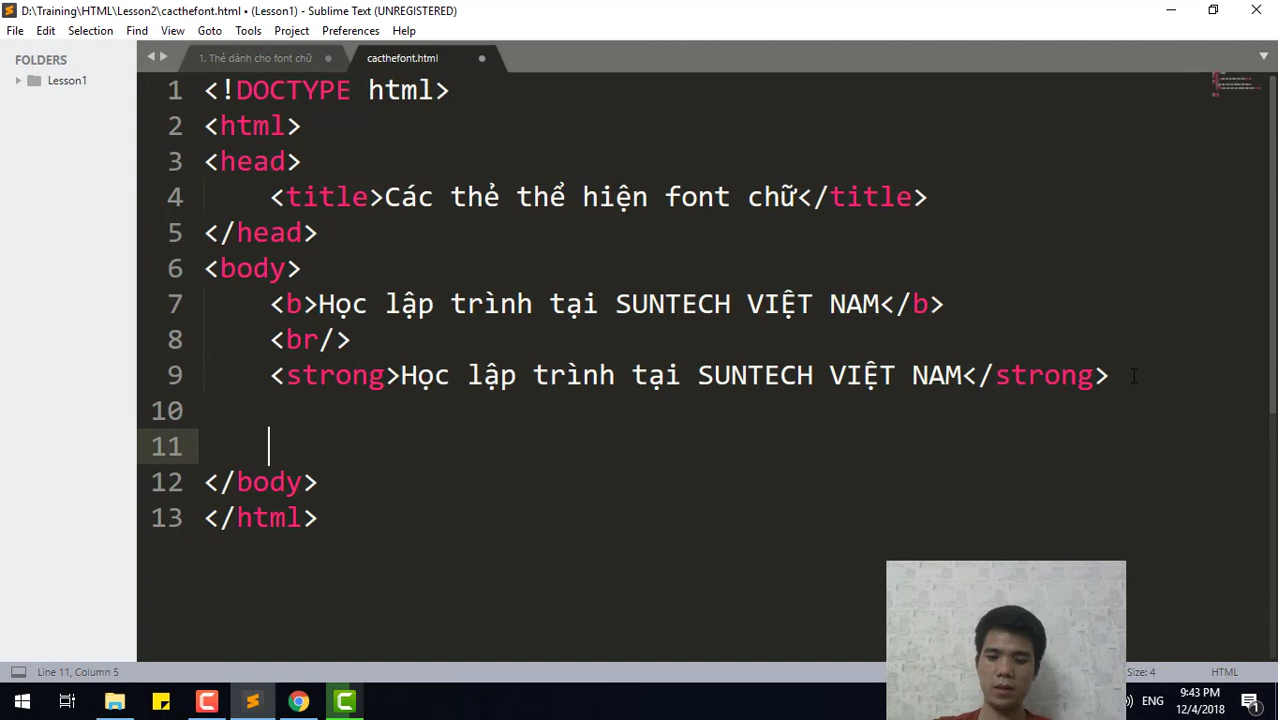 D:\Training\HTML\Lesson2\cacthefont.html • (Lesson1) - Sublime Text (UNREGISTERED)
File Edit Selection Find View Goto Tools Project Preferences Help
FOLDERS
Lesson1
1. Thẻ dành cho font chữ
cacthefont.html
1 <!DOCTYPE html>
2 <html>
3 <head>
4 <title>Các thẻ thể hiện font chữ</title>
5 </head>
6 <body>
7 <b>Học lập trình tại SUNTECH VIỆT NAM</b>
8 <br/>
9 <strong>Học lập trình tại SUNTECH VIỆT NAM</strong>
10
11
12 </body>
13 </html>
Line 11, Column 5
Size: 4
HTML
ENG
9:43 PM
12/4/2018
1